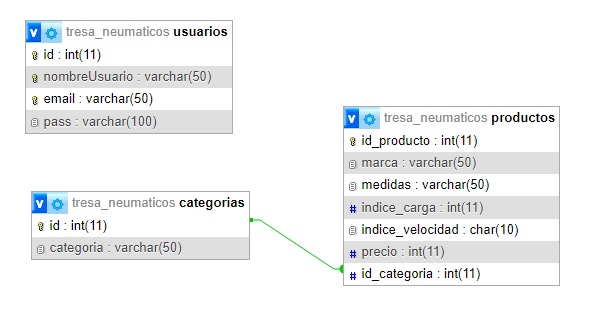 tresa_neumaticos usuarios
id : int(11)
nombreUsuario : varchar(50)
email : varchar(50)
pass : varchar(100)
tresa_neumaticos categorias
id : int(11)
categoria : varchar(50)
tresa_neumaticos productos
id_producto : int(11)
marca : varchar(50)
medidas : varchar(50)
# indice_carga : int(11)
indice_velocidad : char(10)
# precio : int(11)
# id_categoria : int(11)